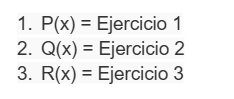 1. P(x) = Ejercicio 1
2. Q(x) = Ejercicio 2
3. R(x) = Ejercicio 3